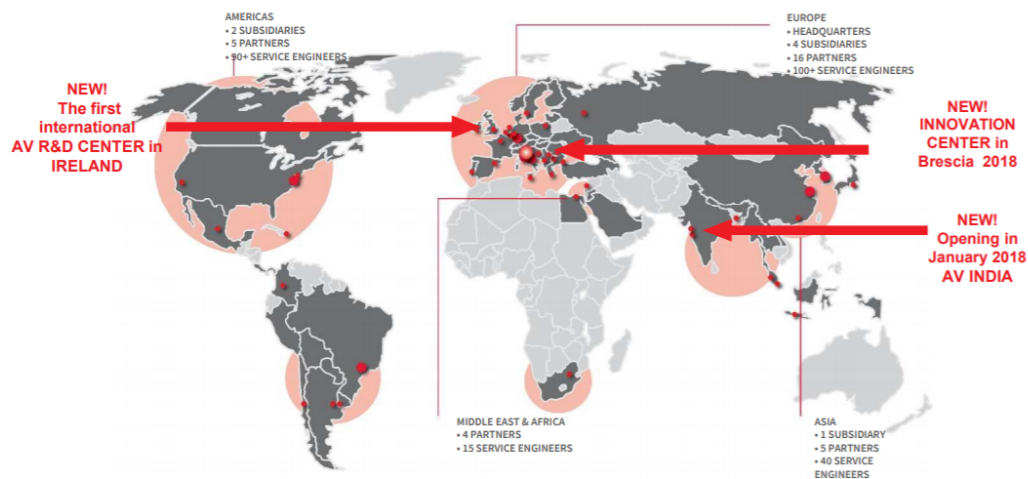 AMERICAS
• 2 SUBSIDIARIES
• 5 PARTNERS
• 90+ SERVICE ENGINEERS
EUROPE
• HEADQUARTERS
• 4 SUBSIDIARIES
• 16 PARTNERS
• 100+ SERVICE ENGINEERS
NEW!
The first
international
AV R&D CENTER in
IRELAND
NEW!
INNOVATION
CENTER in
Brescia 2018
NEW!
Opening in
January 2018
AV INDIA
MIDDLE EAST & AFRICA
• 4 PARTNERS
• 15 SERVICE ENGINEERS
ASIA
• 1 SUBSIDIARY
• 5 PARTNERS
• 40 SERVICE
ENGINEERS